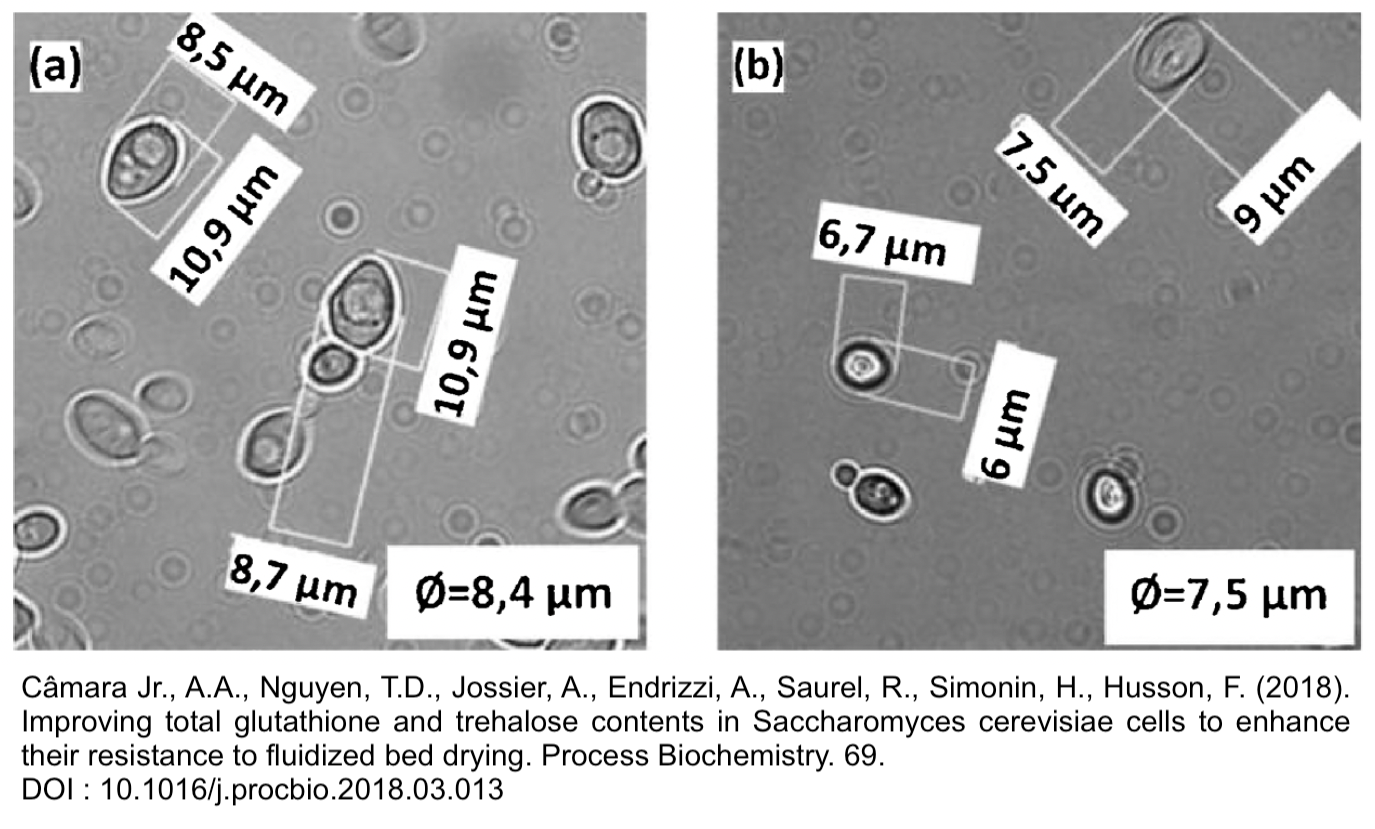 (a)
8,5 µm
10,9 µm
10,9 µm
8,7 µm
Ø=8,4 µm
(b)
7,5 µm
9 µm
6,7 µm
6 µm
Ø=7,5 µm
Câmara Jr., A.A., Nguyen, T.D., Jossier, A., Endrizzi, A., Saurel, R., Simonin, H., Husson, F. (2018).
Improving total glutathione and trehalose contents in Saccharomyces cerevisiae cells to enhance
their resistance to fluidized bed drying. Process Biochemistry. 69.
DOI : 10.1016/j.procbio.2018.03.013